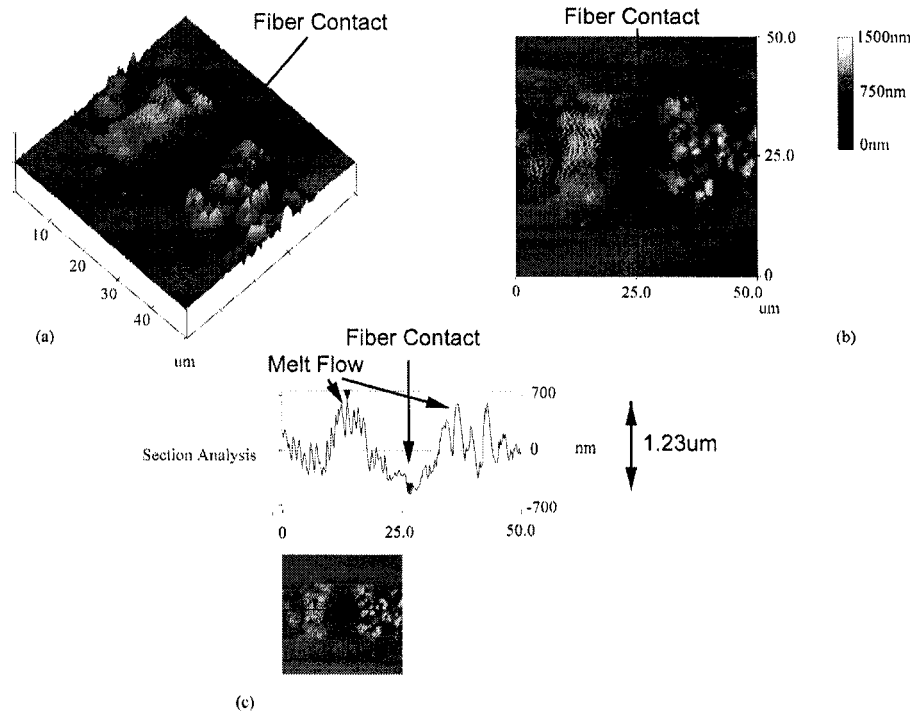 Fiber Contact
10
20
30
40
um
(a)
Fiber Contact
50.0
25.0
0
0
25.0
50.0
um
1500nm
750nm
0nm
(b)
Fiber Contact
Melt Flow
700
0
-700
nm
1.23um
Section Analysis
0
25.0
50.0
(c)